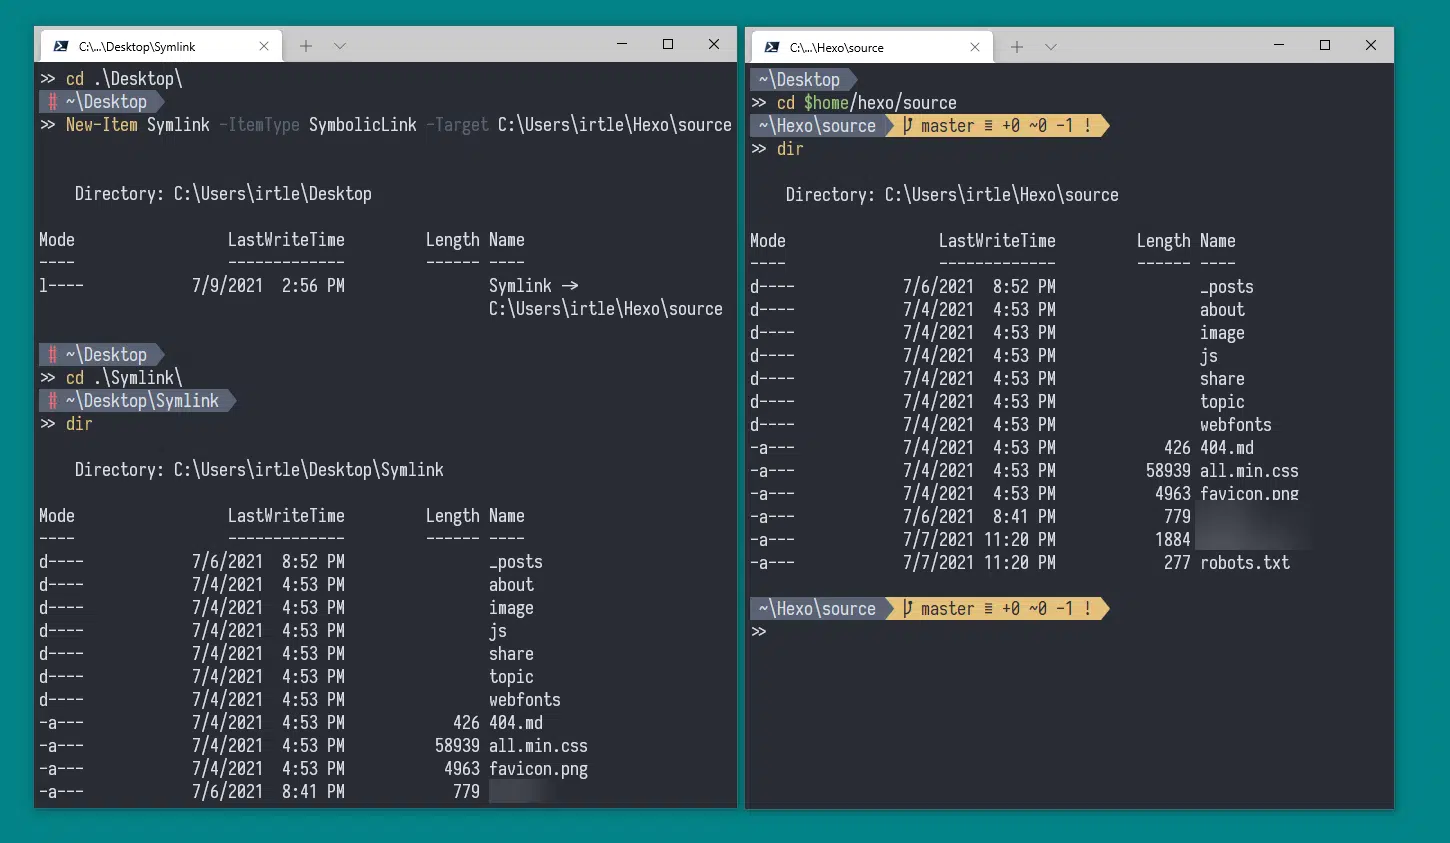 C:\...\Desktop\Symlink
>> cd .\Desktop\
# ~\Desktop
>> New-Item Symlink -ItemType SymbolicLink -Target C:\Users\irtle\Hexo\source
Directory: C:\Users\irtle\Desktop
Mode LastWriteTime Length Name
---- ------------- ------ ----
l---- 7/9/2021 2:56 PM Symlink ->
C:\Users\irtle\Hexo\source
# ~\Desktop
>> cd .\Symlink\
# ~\Desktop\Symlink
>> dir
Directory: C:\Users\irtle\Desktop\Symlink
Mode LastWriteTime Length Name
---- ------------- ------ ----
d---- 7/6/2021 8:52 PM _posts
d---- 7/4/2021 4:53 PM about
d---- 7/4/2021 4:53 PM image
d---- 7/4/2021 4:53 PM js
d---- 7/4/2021 4:53 PM share
d---- 7/4/2021 4:53 PM topic
d---- 7/4/2021 4:53 PM webfonts
-a--- 7/4/2021 4:53 PM 426 404.md
-a--- 7/4/2021 4:53 PM 58939 all.min.css
-a--- 7/4/2021 4:53 PM 4963 favicon.png
-a--- 7/6/2021 8:41 PM 779
C:\...\Hexo\source
~\Desktop
>> cd $home/hexo/source
~\Hexo\source master ≡ +0 ~0 -1 !
>> dir
Directory: C:\Users\irtle\Hexo\source
Mode LastWriteTime Length Name
---- ------------- ------ ----
d---- 7/6/2021 8:52 PM _posts
d---- 7/4/2021 4:53 PM about
d---- 7/4/2021 4:53 PM image
d---- 7/4/2021 4:53 PM js
d---- 7/4/2021 4:53 PM share
d---- 7/4/2021 4:53 PM topic
d---- 7/4/2021 4:53 PM webfonts
-a--- 7/4/2021 4:53 PM 426 404.md
-a--- 7/4/2021 4:53 PM 58939 all.min.css
-a--- 7/4/2021 4:53 PM 4963 favicon.png
-a--- 7/6/2021 8:41 PM 779
-a--- 7/7/2021 11:20 PM 1884
-a--- 7/7/2021 11:20 PM 277 robots.txt
~\Hexo\source master ≡ +0 ~0 -1 !
>>